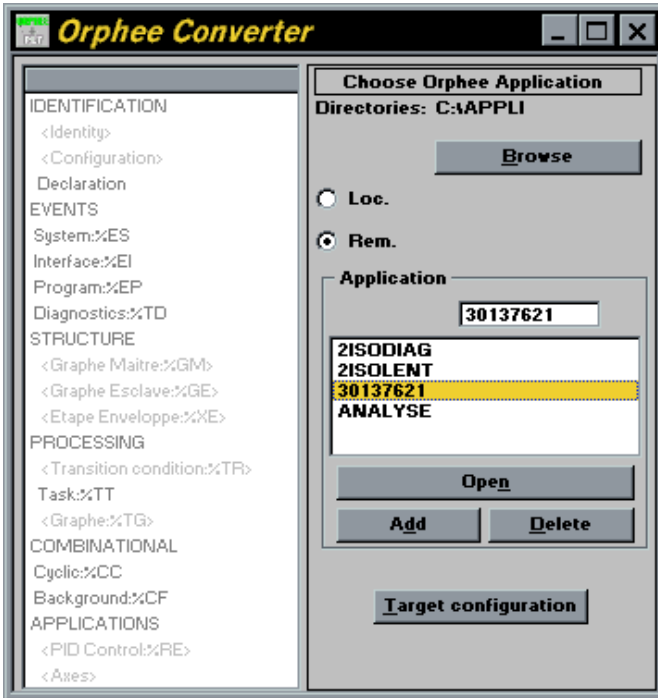 Orphee Converter
IDENTIFICATION
<Identity>
<Configuration>
Declaration
EVENTS
System:%ES
Interface:%EI
Program:%EP
Diagnostics:%TD
STRUCTURE
<Graphe Maitre:%GM>
<Graphe Esclave:%GE>
<Etape Enveloppe:%XE>
PROCESSING
<Transition condition:%TR>
Task:%TT
<Graphe:%TG>
COMBINATIONAL
Cyclic:%CC
Background:%CF
APPLICATIONS
<PID Control:%RE>
<Axes>
Choose Orphee Application
Directories: C:\APPLI
Browse
Loc.
Rem.
Application
30137621
2ISODIAG
2ISOLENT
30137621
ANALYSE
Open
Add Delete
Target configuration